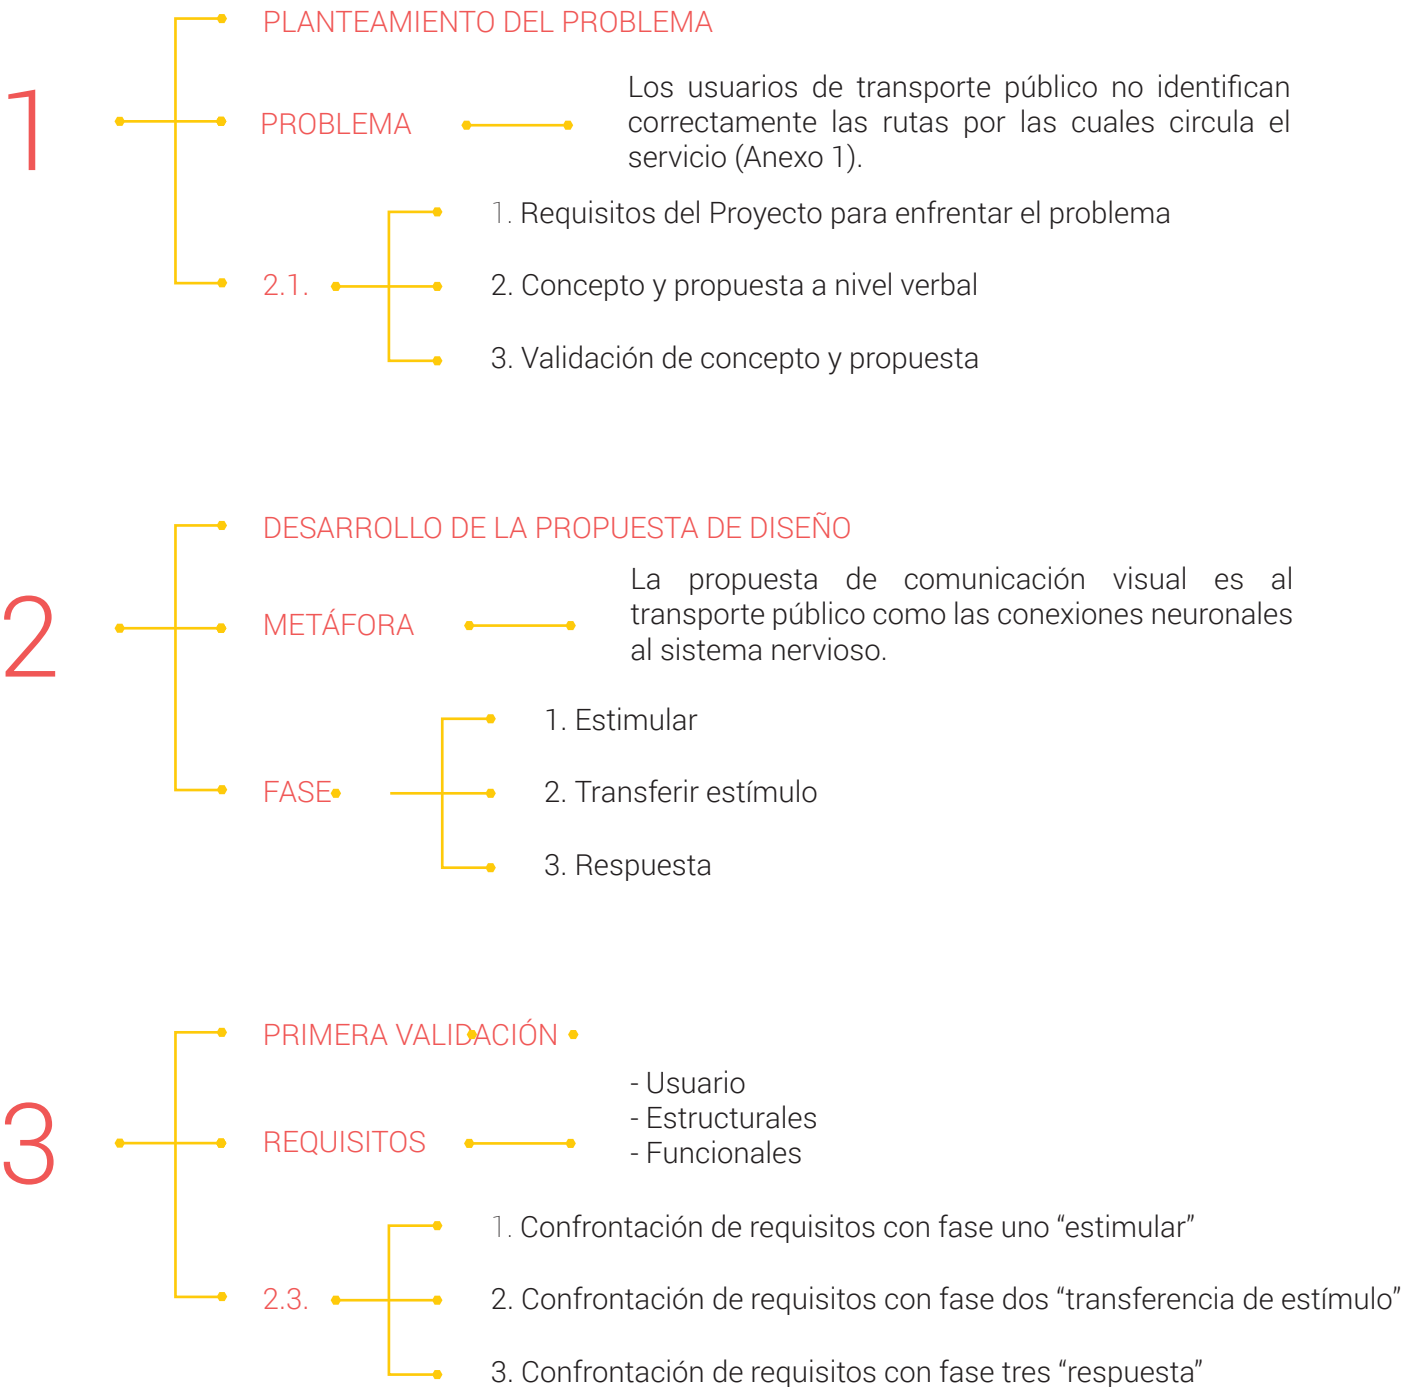 1
PLANTEAMIENTO DEL PROBLEMA
PROBLEMA
Los usuarios de transporte público no identifican
correctamente las rutas por las cuales circula el
servicio (Anexo 1).
2.1.
1. Requisitos del Proyecto para enfrentar el problema
2. Concepto y propuesta a nivel verbal
3. Validación de concepto y propuesta
2
DESARROLLO DE LA PROPUESTA DE DISEÑO
METÁFORA
La propuesta de comunicación visual es al
transporte público como las conexiones neuronales
al sistema nervioso.
FASE
1. Estimular
2. Transferir estímulo
3. Respuesta
3
PRIMERA VALIDACIÓN
REQUISITOS
- Usuario
- Estructurales
- Funcionales
2.3.
1. Confrontación de requisitos con fase uno “estimular”
2. Confrontación de requisitos con fase dos “transferencia de estímulo”
3. Confrontación de requisitos con fase tres “respuesta”